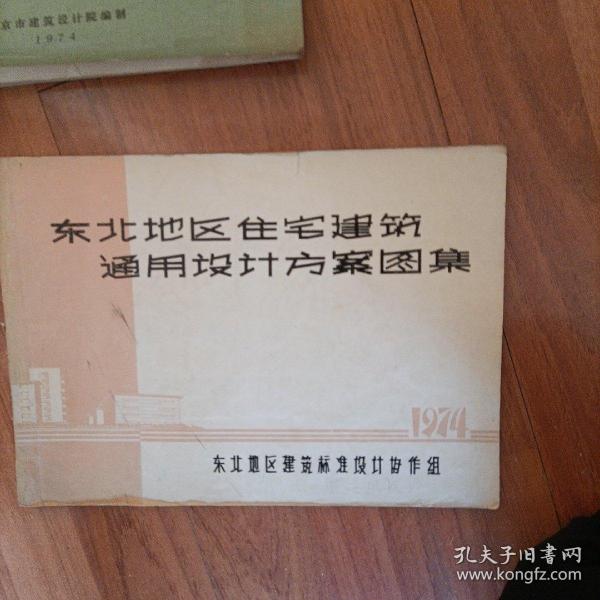 京市建筑设计院编制
1974
东北地区住宅建筑
通用设计方案图集
1974
东北地区建筑标准设计协作组
孔夫子旧书网
www.kongfz.com